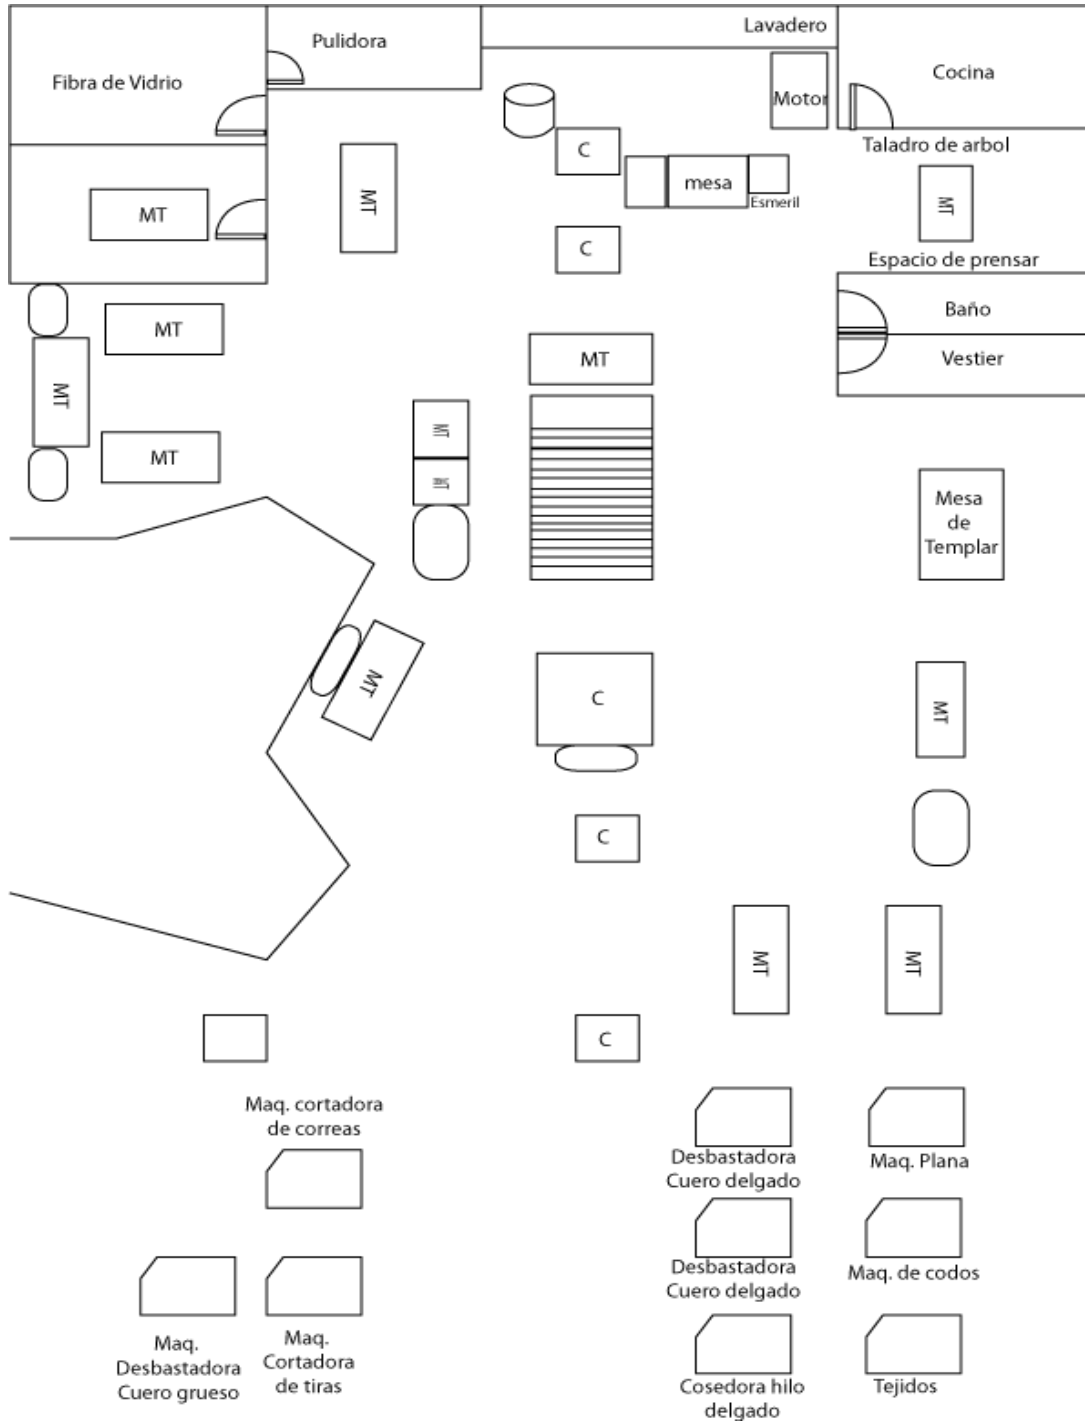 Lavadero
Pulidora
Fibra de Vidrio
Cocina
Motor
Taladro de arbol
C
mesa
Esmeril
MT
MT
MT
C
Espacio de prensar
Baño
Vestier
MT
MT
MT
MT
MT
MT
MT
Mesa
de
Templar
MT
C
MT
C
MT
MT
C
Maq. cortadora
de correas
Desbastadora
Cuero delgado
Maq. Plana
Desbastadora
Cuero delgado
Maq. de codos
Maq.
Desbastadora
Cuero grueso
Maq.
Cortadora
de tiras
Cosedora hilo
delgado
Tejidos